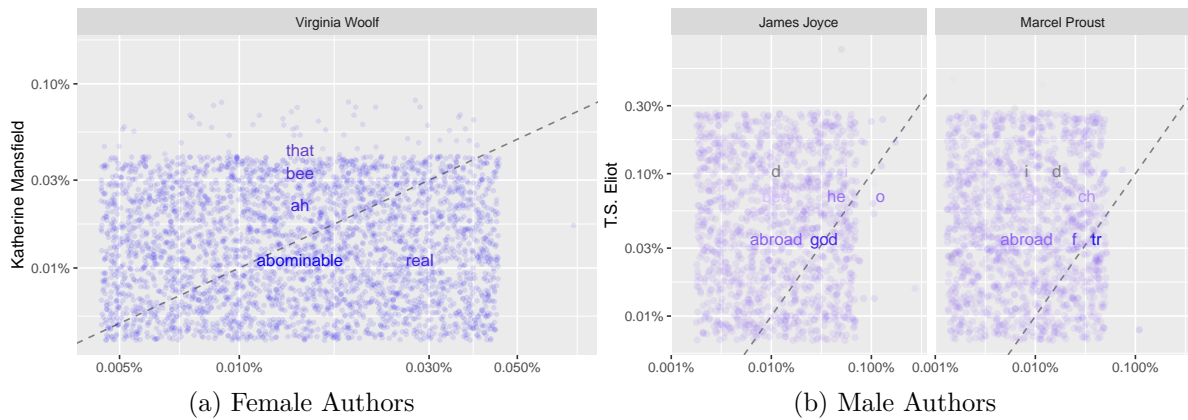 Virginia Woolf
Katherine Mansfield
0.10%
0.03%
0.01%
that
bee
ah
abominable
real
0.005%
0.010%
0.030%
0.050%
(a) Female Authors
James Joyce
Marcel Proust
T.S. Eliot
0.30%
0.10%
0.03%
0.01%
d
he
o
abroad
god
i
d
ch
abroad
f
tr
0.001%
0.010%
0.100%
0.001%
0.010%
0.100%
(b) Male Authors